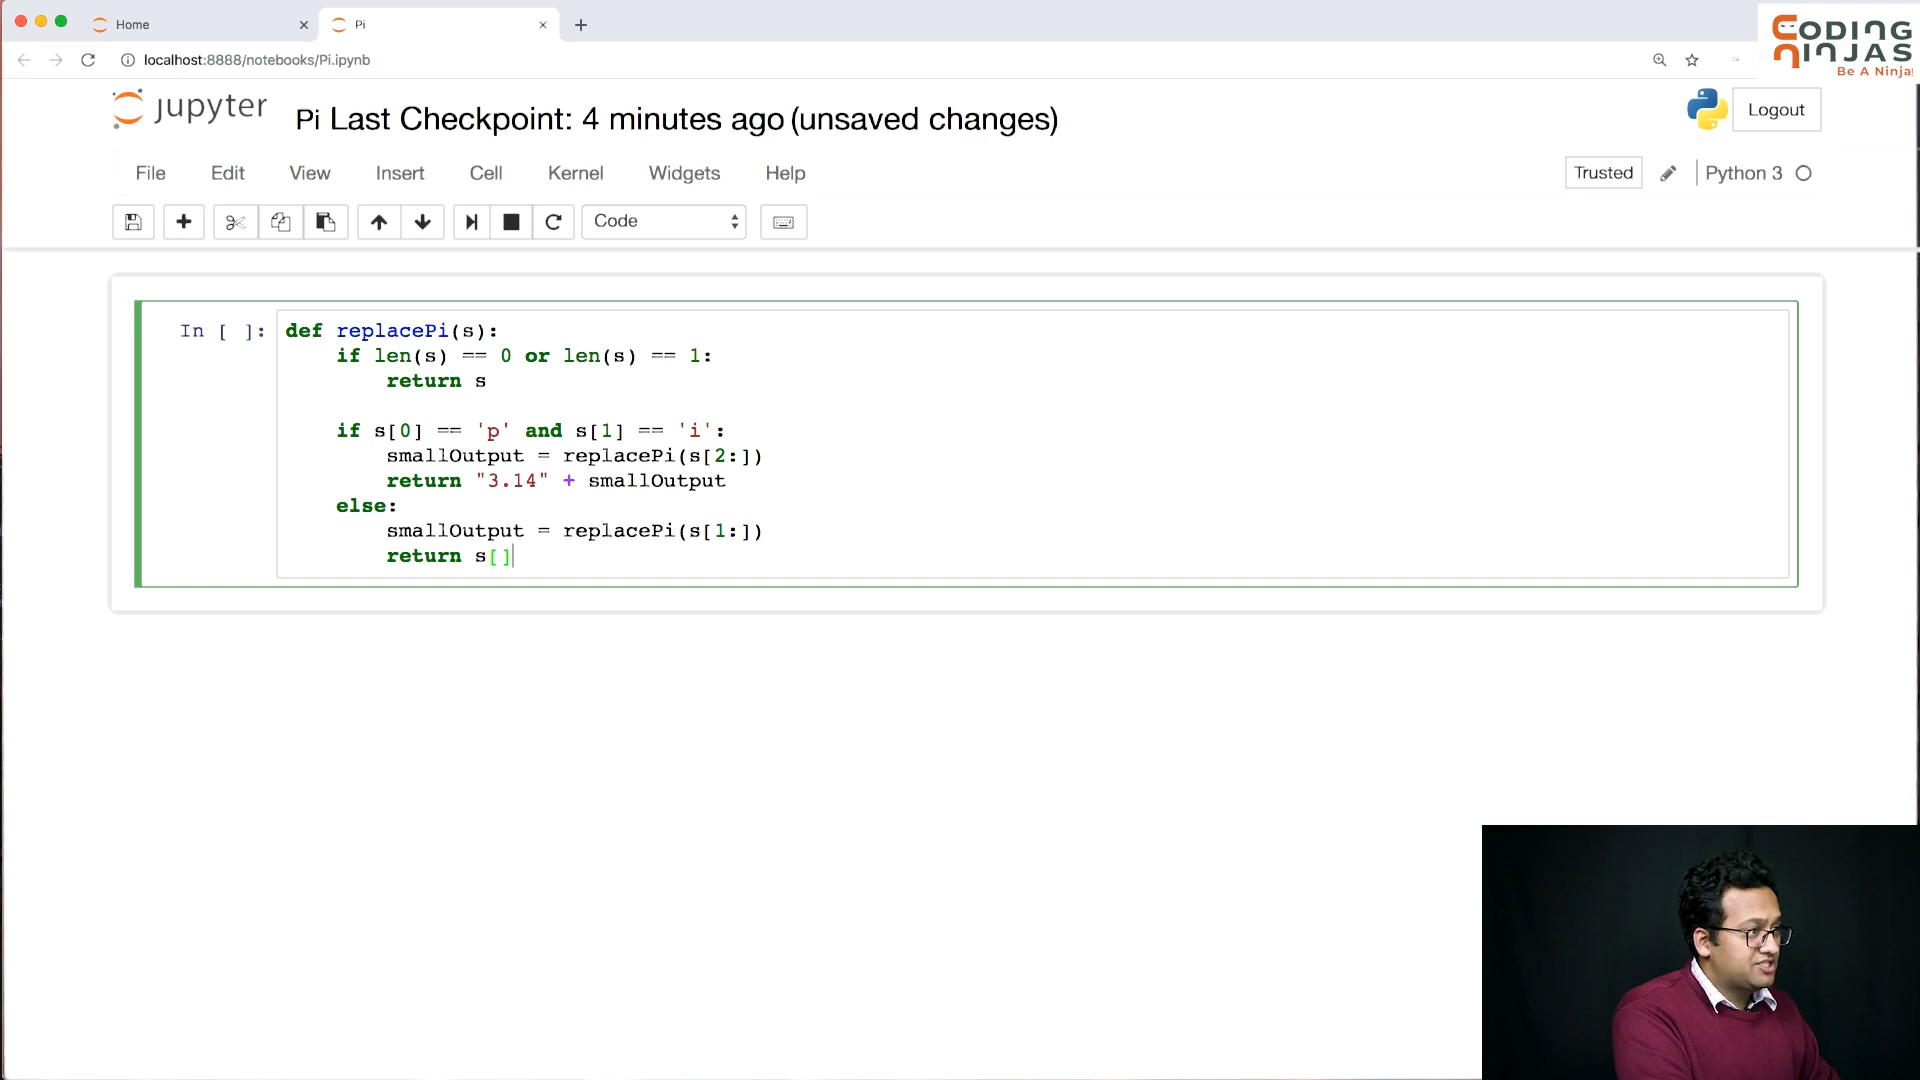 Home
Pi
CODING
NINJAS
Be A Ninja!
localhost:8888/notebooks/Pi.ipynb
jupyter
Pi Last Checkpoint: 4 minutes ago (unsaved changes)
Logout
File Edit View Insert Cell Kernel Widgets Help
Trusted
Python 3
Code
In [ ]:
def replacePi(s):
    if len(s) == 0 or len(s) == 1:
        return s
    if s[0] == 'p' and s[1] == 'i':
        smallOutput = replacePi(s[2:])
        return "3.14" + smallOutput
    else:
        smallOutput = replacePi(s[1:])
        return s[]